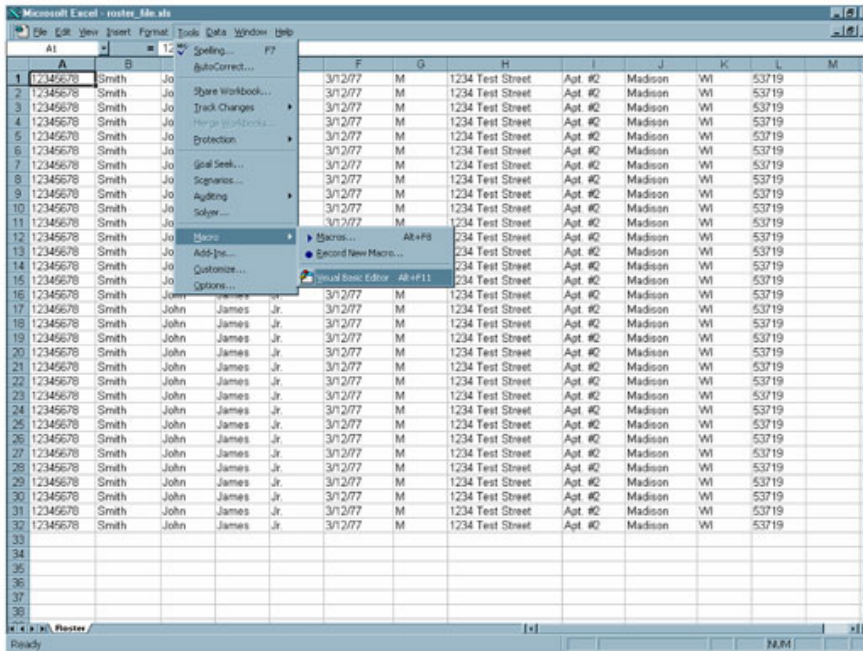 Microsoft Excel - roster_file.xls
File Edit View Insert Format Tools Data Window Help
A1 = 12
Spelling... F7
AutoCorrect...
Share Workbook...
Track Changes
Merge Workbooks...
Protection
Goal Seek...
Scenarios...
Auditing
Solver...
Macro
Add-Ins...
Customize...
Options...
Macros... Alt+F8
Record New Macro...
Visual Basic Editor Alt+F11
A B F G H I J K L M
1 12345678 Smith Jo 3/12/77 M 1234 Test Street Apt. #2 Madison WI 53719
2 12345678 Smith Jo 3/12/77 M 1234 Test Street Apt. #2 Madison WI 53719
3 12345678 Smith Jo 3/12/77 M 1234 Test Street Apt. #2 Madison WI 53719
4 12345678 Smith Jo 3/12/77 M 1234 Test Street Apt. #2 Madison WI 53719
5 12345678 Smith Jo 3/12/77 M 1234 Test Street Apt. #2 Madison WI 53719
6 12345678 Smith Jo 3/12/77 M 1234 Test Street Apt. #2 Madison WI 53719
7 12345678 Smith Jo 3/12/77 M 1234 Test Street Apt. #2 Madison WI 53719
8 12345678 Smith Jo 3/12/77 M 1234 Test Street Apt. #2 Madison WI 53719
9 12345678 Smith Jo 3/12/77 M 1234 Test Street Apt. #2 Madison WI 53719
10 12345678 Smith Jo 3/12/77 M 1234 Test Street Apt. #2 Madison WI 53719
11 12345678 Smith Jo 3/12/77 M 1234 Test Street Apt. #2 Madison WI 53719
12 12345678 Smith Jo 234 Test Street Apt. #2 Madison WI 53719
13 12345678 Smith Jo 234 Test Street Apt. #2 Madison WI 53719
14 12345678 Smith Jo 234 Test Street Apt. #2 Madison WI 53719
15 12345678 Smith Jo 234 Test Street Apt. #2 Madison WI 53719
16 12345678 Smith John James Jr. 3/12/77 M 1234 Test Street Apt. #2 Madison WI 53719
17 12345678 Smith John James Jr. 3/12/77 M 1234 Test Street Apt. #2 Madison WI 53719
18 12345678 Smith John James Jr. 3/12/77 M 1234 Test Street Apt. #2 Madison WI 53719
19 12345678 Smith John James Jr. 3/12/77 M 1234 Test Street Apt. #2 Madison WI 53719
20 12345678 Smith John James Jr. 3/12/77 M 1234 Test Street Apt. #2 Madison WI 53719
21 12345678 Smith John James Jr. 3/12/77 M 1234 Test Street Apt. #2 Madison WI 53719
22 12345678 Smith John James Jr. 3/12/77 M 1234 Test Street Apt. #2 Madison WI 53719
23 12345678 Smith John James Jr. 3/12/77 M 1234 Test Street Apt. #2 Madison WI 53719
24 12345678 Smith John James Jr. 3/12/77 M 1234 Test Street Apt. #2 Madison WI 53719
25 12345678 Smith John James Jr. 3/12/77 M 1234 Test Street Apt. #2 Madison WI 53719
26 12345678 Smith John James Jr. 3/12/77 M 1234 Test Street Apt. #2 Madison WI 53719
27 12345678 Smith John James Jr. 3/12/77 M 1234 Test Street Apt. #2 Madison WI 53719
28 12345678 Smith John James Jr. 3/12/77 M 1234 Test Street Apt. #2 Madison WI 53719
29 12345678 Smith John James Jr. 3/12/77 M 1234 Test Street Apt. #2 Madison WI 53719
30 12345678 Smith John James Jr. 3/12/77 M 1234 Test Street Apt. #2 Madison WI 53719
31 12345678 Smith John James Jr. 3/12/77 M 1234 Test Street Apt. #2 Madison WI 53719
32 12345678 Smith John James Jr. 3/12/77 M 1234 Test Street Apt. #2 Madison WI 53719
33
34
35
36
37
38
Roster
Ready NUM